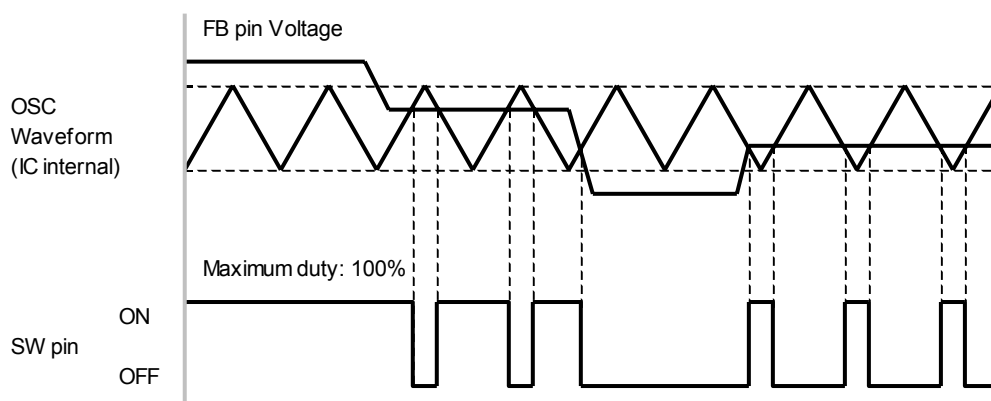 FB pin Voltage
OSC
Waveform
(IC internal)
Maximum duty: 100%
ON
SW pin
OFF